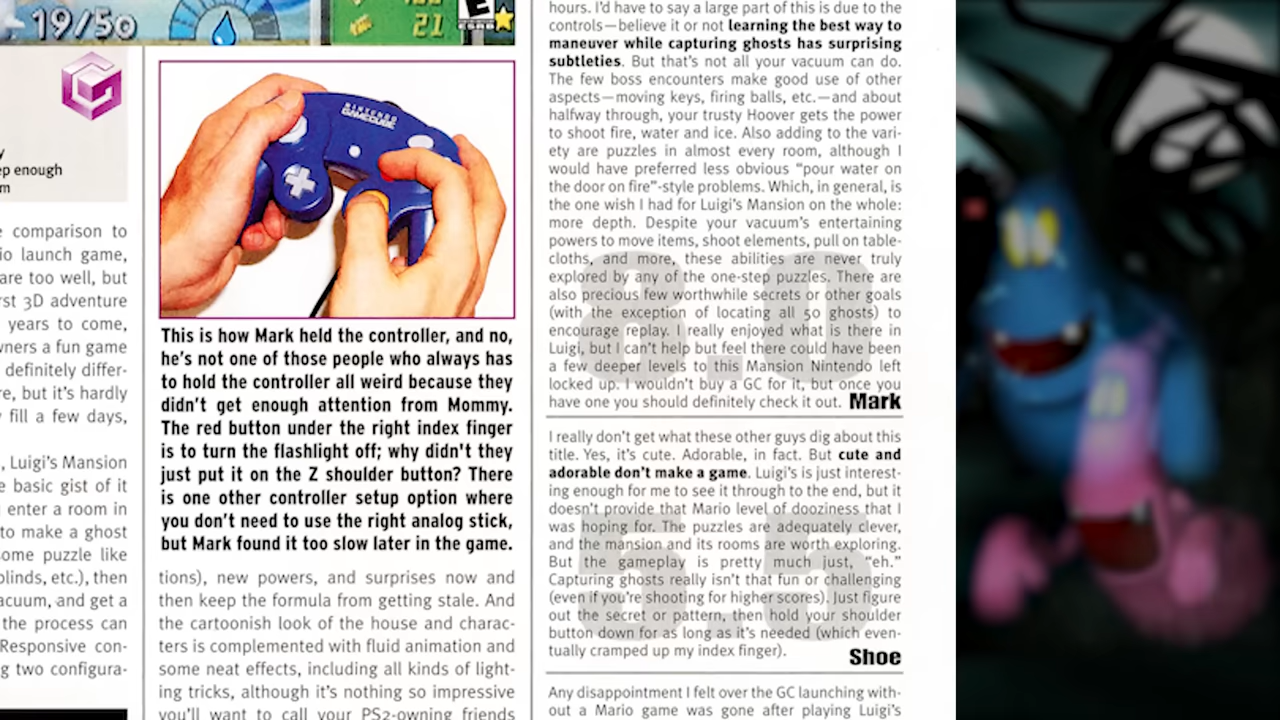 19/50
21
y
ep enough
m
e comparison to
io launch game,
are too well, but
rst 3D adventure
years to come,
wners a fun game
definitely differ-
re, but it's hardly
y fill a few days,
, Luigi's Mansion
e basic gist of it
enter a room in
to make a ghost
some puzzle like
blinds, etc.), then
acuum, and get a
the process can
Responsive con-
g two configura-
NINTENDO
GAMECUBE
This is how Mark held the controller, and no,
he's not one of those people who always has
to hold the controller all weird because they
didn't get enough attention from Mommy.
The red button under the right index finger
is to turn the flashlight off; why didn't they
just put it on the Z shoulder button? There
is one other controller setup option where
you don't need to use the right analog stick,
but Mark found it too slow later in the game.
tions), new powers, and surprises now and
then keep the formula from getting stale. And
the cartoonish look of the house and charac-
ters is complemented with fluid animation and
some neat effects, including all kinds of light-
ing tricks, although it's nothing so impressive
you'll want to call your PS2-owning friends
hours. I'd have to say a large part of this is due to the
controls—believe it or not learning the best way to
maneuver while capturing ghosts has surprising
subtleties. But that's not all your vacuum can do.
The few boss encounters make good use of other
aspects—moving keys, firing balls, etc.—and about
halfway through, your trusty Hoover gets the power
to shoot fire, water and ice. Also adding to the vari-
ety are puzzles in almost every room, although I
would have preferred less obvious "pour water on
the door on fire"-style problems. Which, in general, is
the one wish I had for Luigi's Mansion on the whole:
more depth. Despite your vacuum's entertaining
powers to move items, shoot elements, pull on table-
cloths, and more, these abilities are never truly
explored by any of the one-step puzzles. There are
also precious few worthwhile secrets or other goals
(with the exception of locating all 50 ghosts) to
encourage replay. I really enjoyed what is there in
Luigi, but I can't help but feel there could have been
a few deeper levels to this Mansion Nintendo left
locked up. I wouldn't buy a GC for it, but once you
have one you should definitely check it out. Mark
8.0
I really don't get what these other guys dig about this
title. Yes, it's cute. Adorable, in fact. But cute and
adorable don't make a game. Luigi's is just interest-
ing enough for me to see it through to the end, but it
doesn't provide that Mario level of dooziness that I
was hoping for. The puzzles are adequately clever,
and the mansion and its rooms are worth exploring.
But the gameplay is pretty much just, "eh."
Capturing ghosts really isn't that fun or challenging
(even if you're shooting for higher scores). Just figure
out the secret or pattern, then hold your shoulder
button down for as long as it's needed (which even-
tually cramped up my index finger). Shoe
6.5
Any disappointment I felt over the GC launching with-
out a Mario game was gone after playing Luigi's